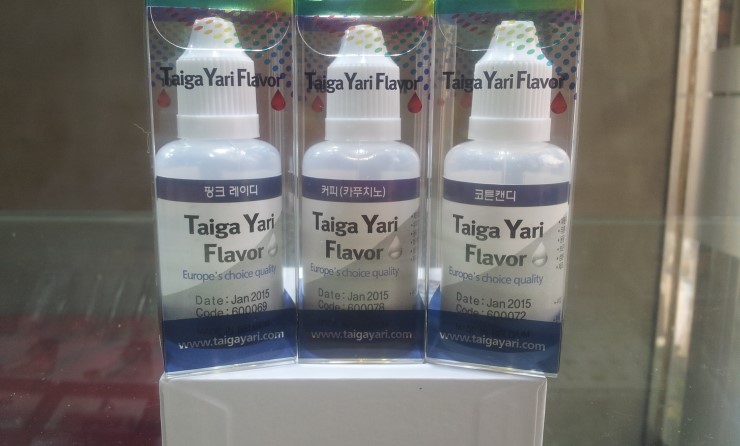 Taiga Yari Flavor
핑크 레이디
Taiga Yari
Flavor
Europe's choice quality
Date: Jan 2015
Code: 600069
www.taigayari.com
Taiga Yari Flavor
커피(카푸치노)
Taiga Yari
Flavor
Europe's choice quality
Date: Jan 2015
Code: 600078
www.taigayari.com
Taiga Yari Flavor
코튼캔디
Taiga Yari
Flavor
Europe's choice quality
Date: Jan 2015
Code: 600072
www.taigayari.com